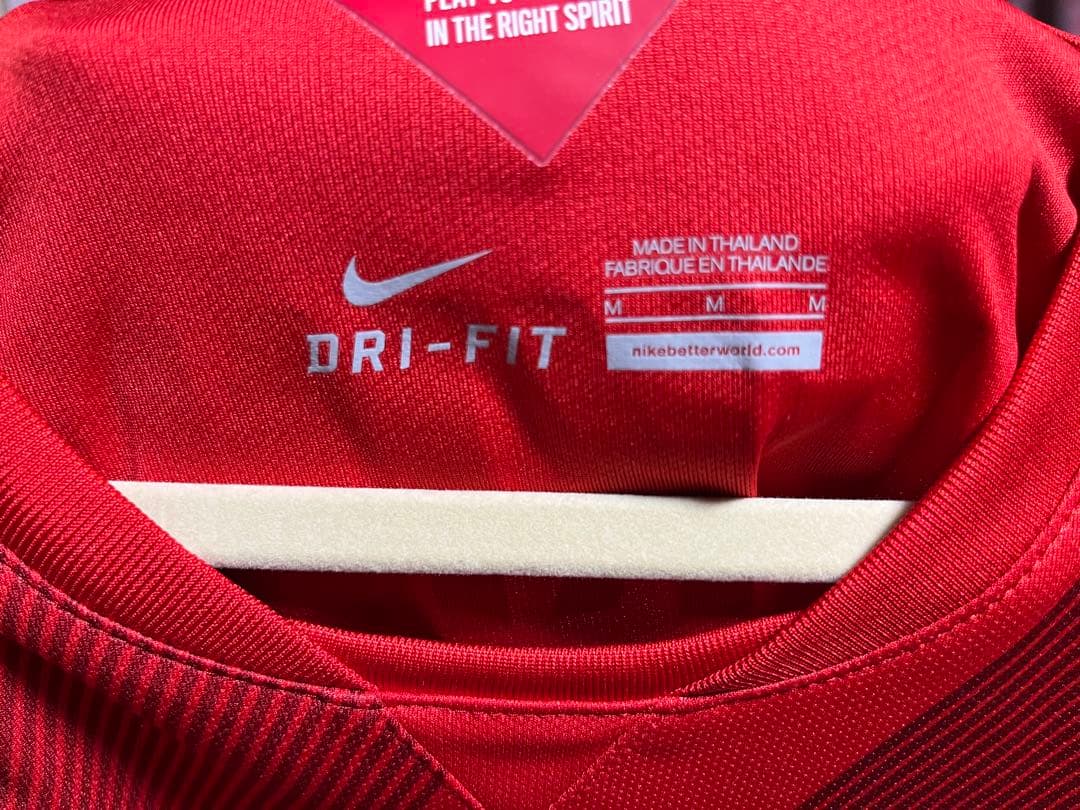 IN THE RIGHT SPIRIT
DRI-FIT
MADE IN THAILAND
FABRIQUE EN THAILANDE
M M M
nikebetterworld.com